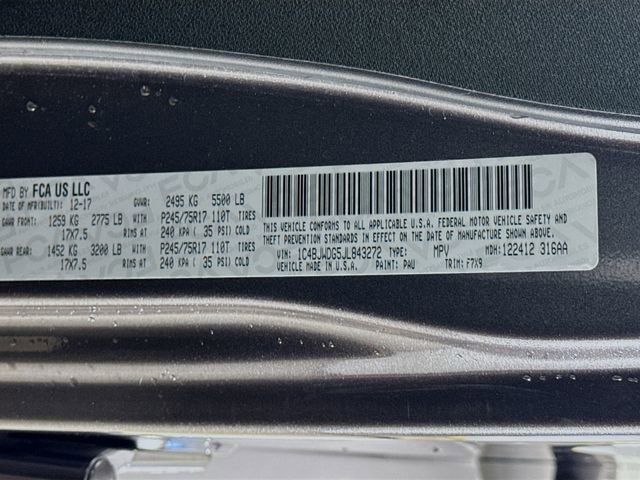 MFD BY FCA US LLC
DATE OF MFR(BUILT): 12-17 GVWR: 2495 KG 5500 LB
GAWR FRONT: 1259 KG 2775 LB WITH P245/75R17 110T TIRES
17X7.5 RIMS AT 240 KPA ( 35 PSI) COLD
GAWR REAR: 1452 KG 3200 LB WITH P245/75R17 110T TIRES
17X7.5 RIMS AT 240 KPA ( 35 PSI) COLD
THIS VEHICLE CONFORMS TO ALL APPLICABLE U.S.A. FEDERAL MOTOR VEHICLE SAFETY AND
THEFT PREVENTION STANDARDS IN EFFECT ON THE DATE OF MANUFACTURE SHOWN ABOVE.
VIN: 1C4BJWDG5JL843272 TYPE: MPV MDH: 122412 316AA
VEHICLE MADE IN U.S.A. PAINT: PAU TRIM: F7X9